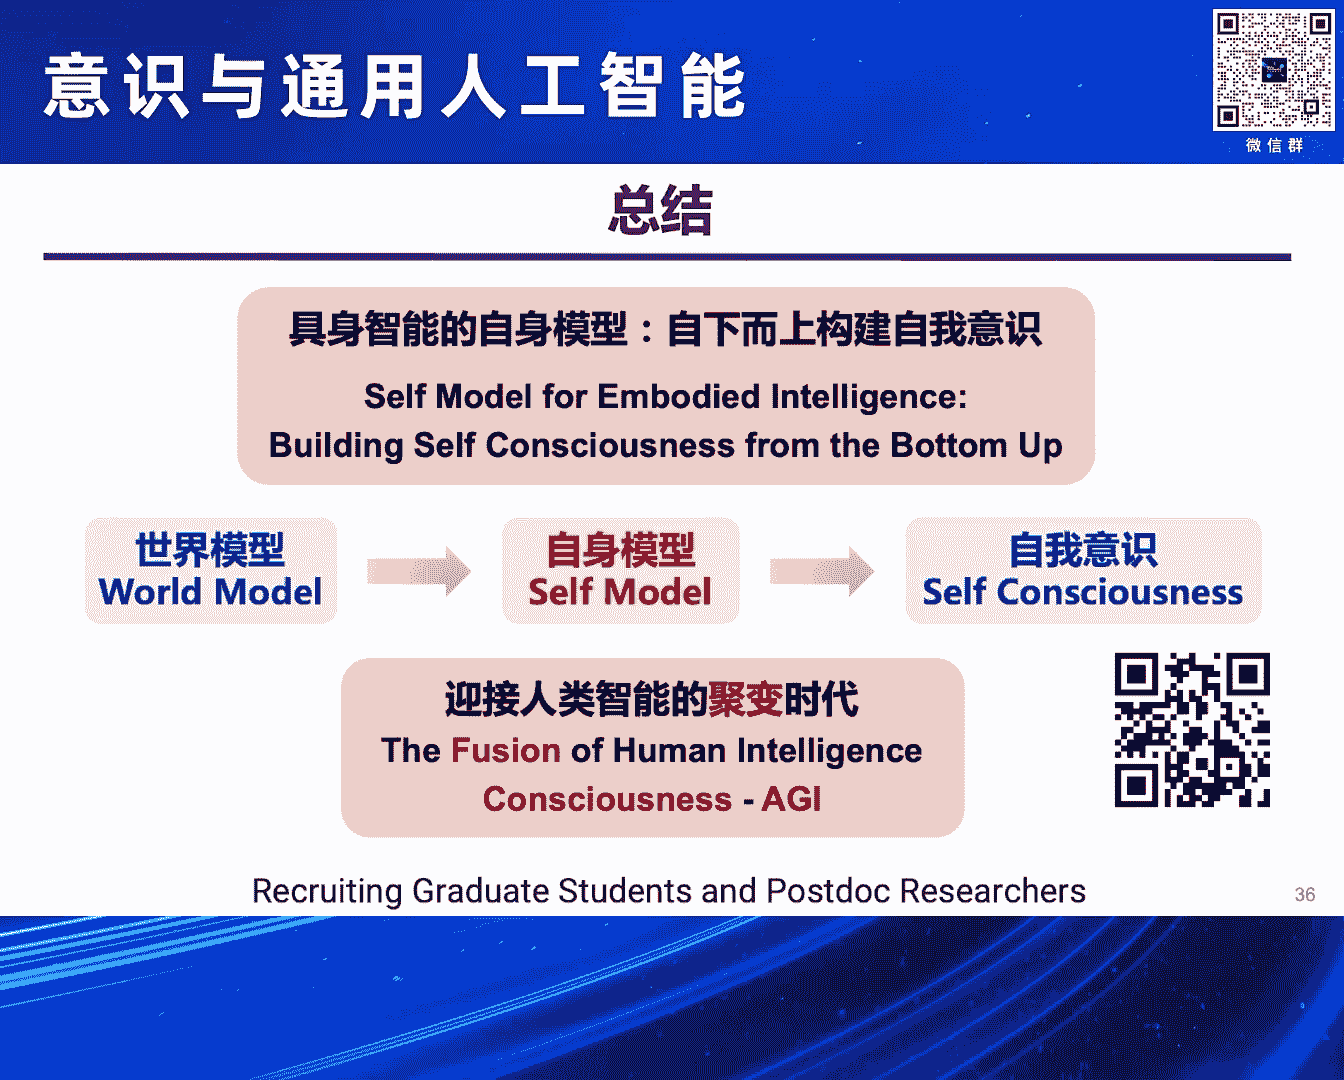 意识与通用人工智能
微信群
总结
具身智能的自身模型：自下而上构建自我意识
Self Model for Embodied Intelligence:
Building Self Consciousness from the Bottom Up
世界模型
World Model
自身模型
Self Model
自我意识
Self Consciousness
迎接人类智能的聚变时代
The Fusion of Human Intelligence
Consciousness - AGI
Recruiting Graduate Students and Postdoc Researchers
36